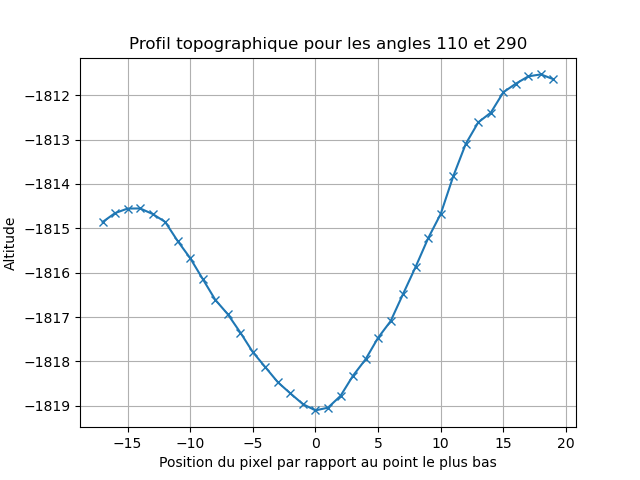 Profil topographique pour les angles 110 et 290
−1812
−1813
−1814
−1815
−1816
−1817
−1818
−1819
Altitude
−15 −10 −5 0 5 10 15 20
Position du pixel par rapport au point le plus bas